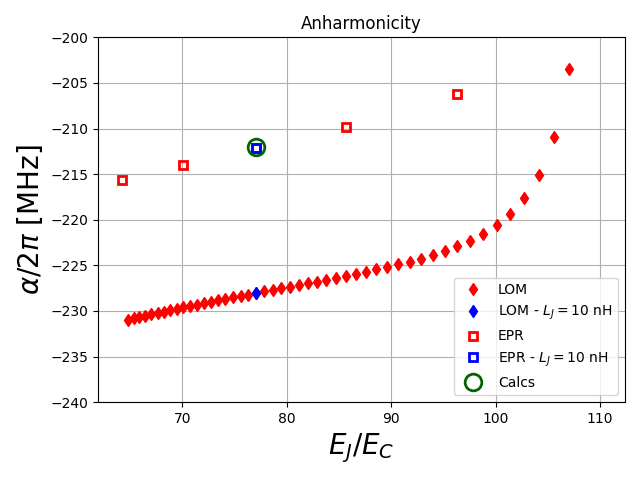 Anharmonicity
−200
−205
−210
−215
−220
−225
−230
−235
−240
α/2π [MHz]
70
80
90
100
110
E_J/E_C
LOM
LOM - L_J = 10 nH
EPR
EPR - L_J = 10 nH
Calcs